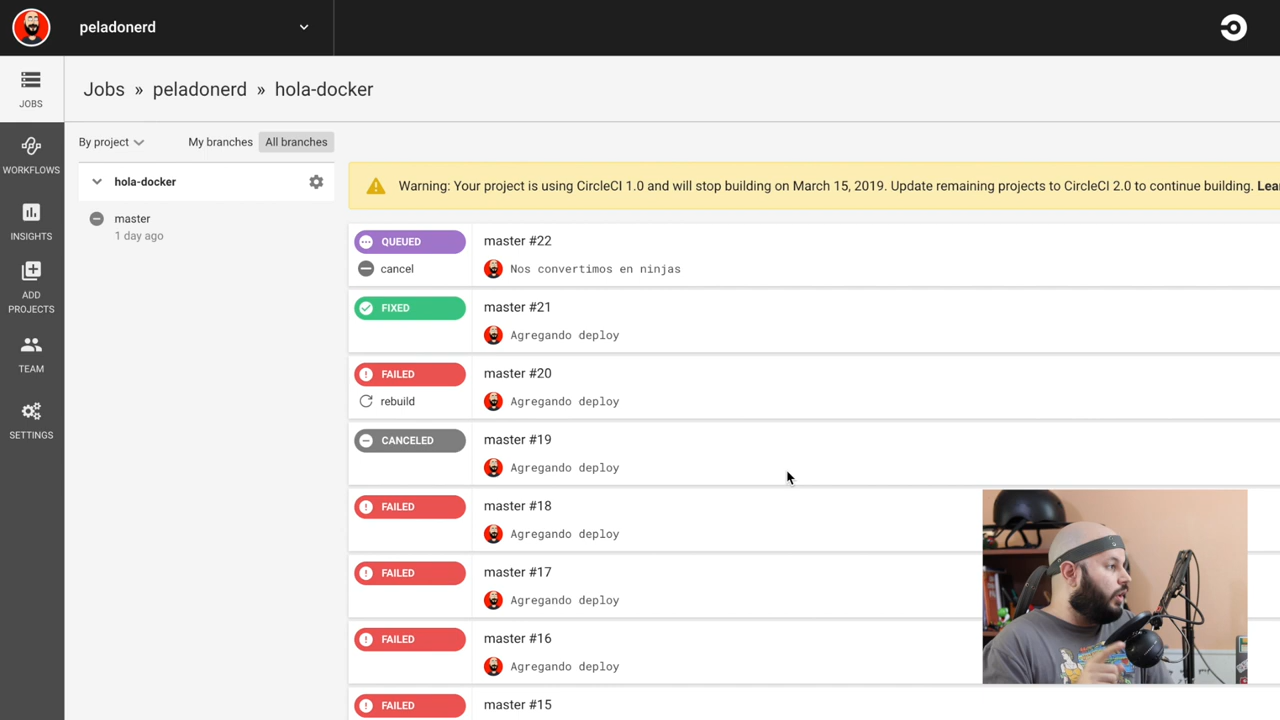 peladonerd
Jobs » peladonerd » hola-docker
JOBS
WORKFLOWS
INSIGHTS
ADD
PROJECTS
TEAM
SETTINGS
By project
My branches
All branches
hola-docker
master
1 day ago
Warning: Your project is using CircleCI 1.0 and will stop building on March 15, 2019. Update remaining projects to CircleCI 2.0 to continue building. Lea
QUEUED
master #22
cancel
Nos convertimos en ninjas
FIXED
master #21
Agregando deploy
FAILED
master #20
rebuild
Agregando deploy
CANCELED
master #19
Agregando deploy
FAILED
master #18
Agregando deploy
FAILED
master #17
Agregando deploy
FAILED
master #16
Agregando deploy
FAILED
master #15